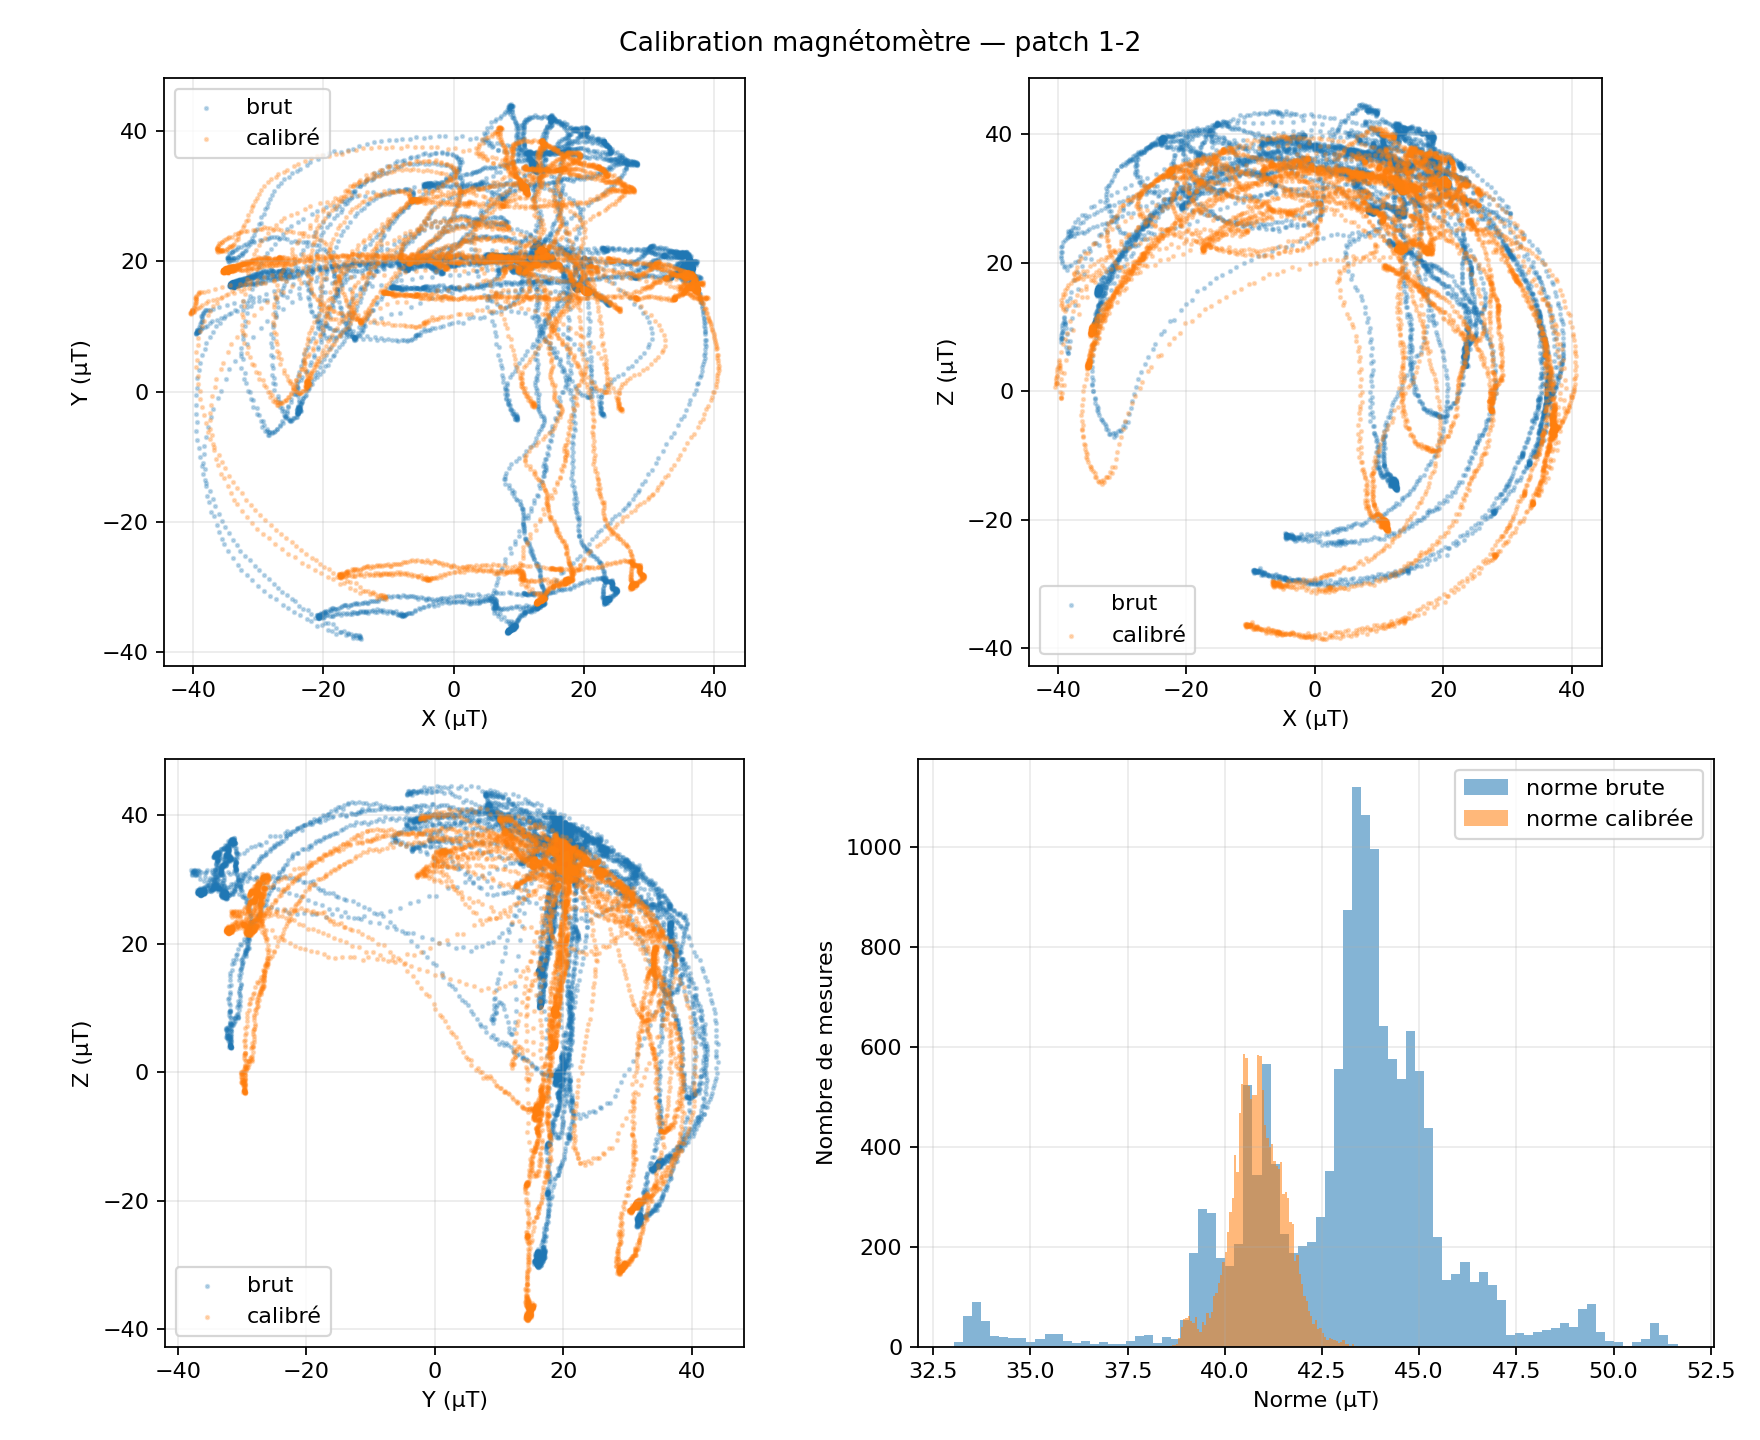 Calibration magnétomètre — patch 1-2
brut
calibré
40
20
0
−20
−40
Y (µT)
−40
−20
0
20
40
X (µT)
40
20
0
−20
−40
Z (µT)
brut
calibré
−40
−20
0
20
40
X (µT)
40
20
0
−20
−40
Z (µT)
brut
calibré
−40
−20
0
20
40
Y (µT)
norme brute
norme calibrée
1000
800
600
400
200
0
Nombre de mesures
32.5
35.0
37.5
40.0
42.5
45.0
47.5
50.0
52.5
Norme (µT)